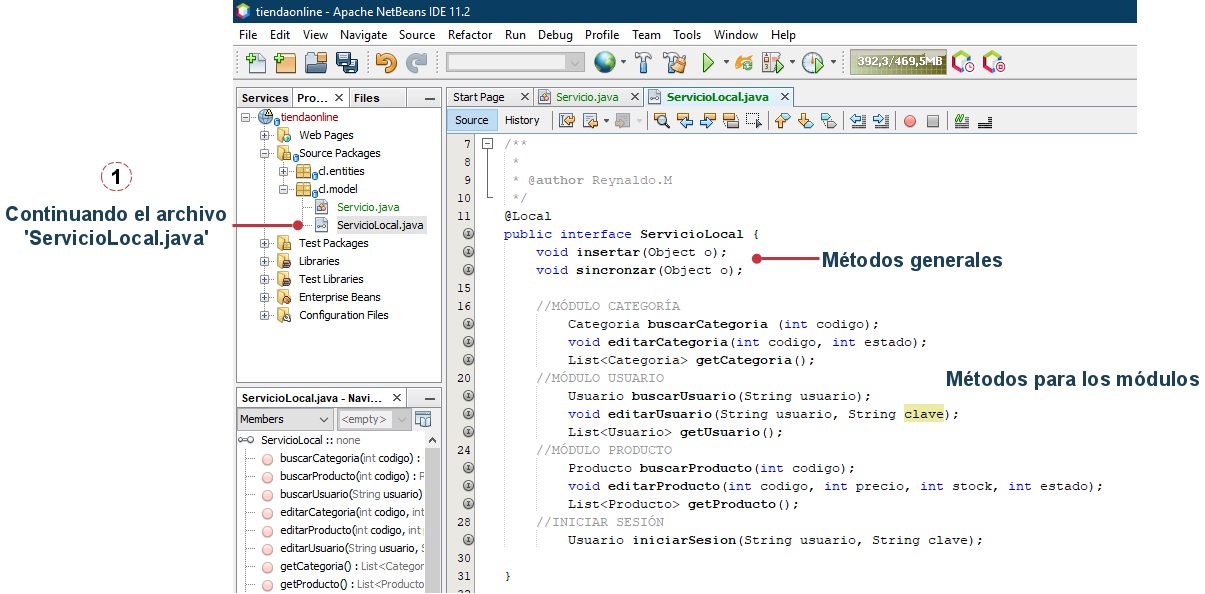 tiendaonline - Apache NetBeans IDE 11.2
File Edit View Navigate Source Refactor Run Debug Profile Team Tools Window Help
392,3/469,5MB
Services Pro... Files
Start Page Servicio.java ServicioLocal.java
Source History
tiendaonline
Web Pages
Source Packages
cl.entities
cl.model
Servicio.java
ServicioLocal.java
Test Packages
Libraries
Test Libraries
Enterprise Beans
Configuration Files
1
Continuando el archivo
'ServicioLocal.java'
7 /**
8 *
9 * @author Reynaldo.M
10 */
11 @Local
public interface ServicioLocal {
void insertar(Object o);
void sincronzar(Object o);
15
16 //MÓDULO CATEGORÍA
Categoria buscarCategoria (int codigo);
void editarCategoria(int codigo, int estado);
List<Categoria> getCategoria();
20 //MÓDULO USUARIO
Usuario buscarUsuario(String usuario);
void editarUsuario(String usuario, String clave);
List<Usuario> getUsuario();
24 //MÓDULO PRODUCTO
Producto buscarProducto(int codigo);
void editarProducto(int codigo, int precio, int stock, int estado);
List<Producto> getProducto();
28 //INICIAR SESIÓN
Usuario iniciarSesion(String usuario, String clave);
30
31 }
Métodos generales
Métodos para los módulos
ServicioLocal.java - Navi...
Members <empty>
ServicioLocal :: none
buscarCategoria(int codigo) :
buscarProducto(int codigo) : P
buscarUsuario(String usuario)
editarCategoria(int codigo, int
editarProducto(int codigo, int
editarUsuario(String usuario, S
getCategoria() : List<Categor
getProducto() : List<Producto